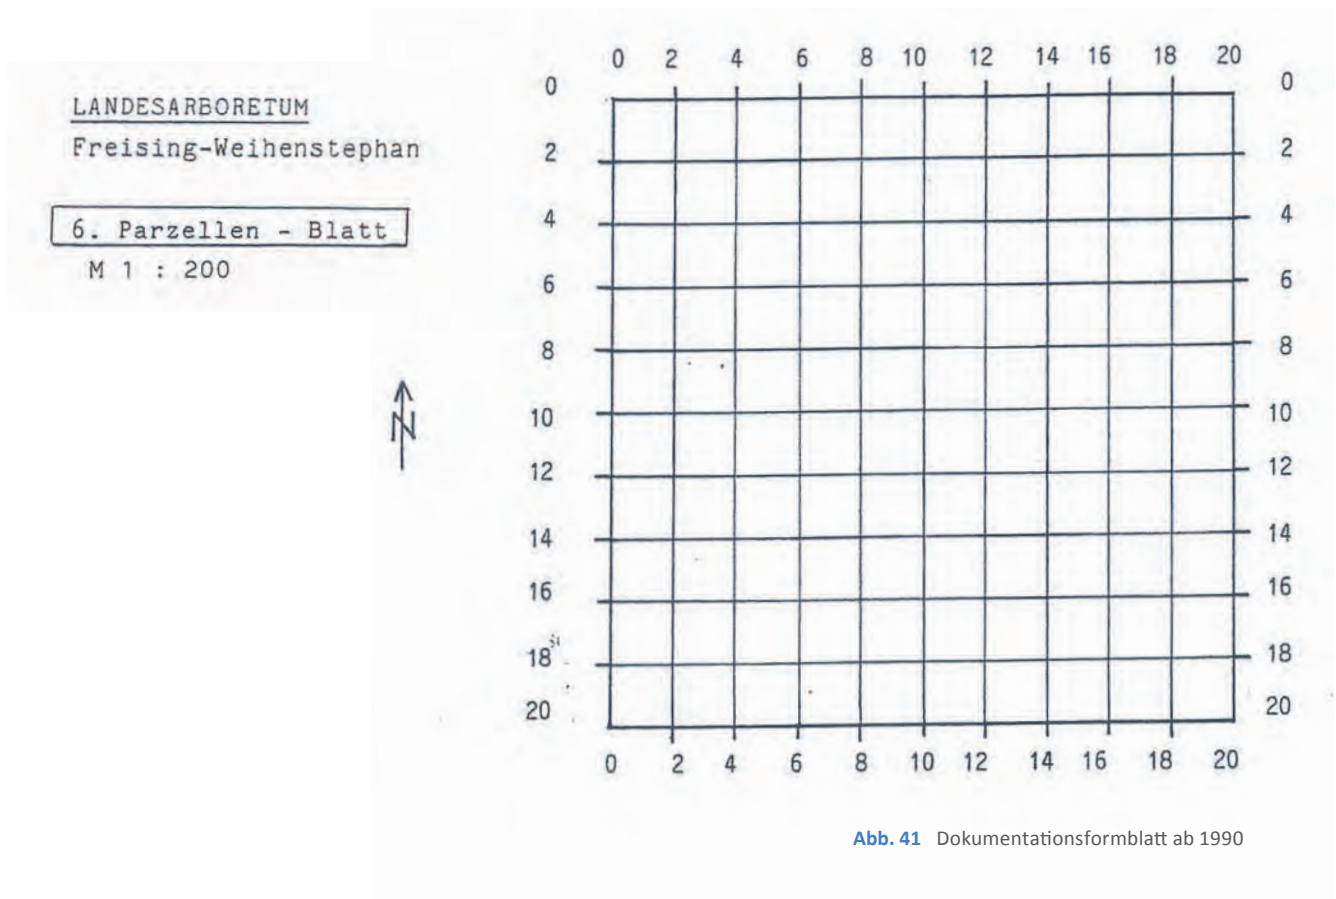 LANDESARBORETUM
Freising-Weihenstephan
6. Parzellen - Blatt
M 1 : 200
N
0 2 4 6 8 10 12 14 16 18 20
0 0
2 2
4 4
6 6
8 8
10 10
12 12
14 14
16 16
18 18
20 20
0 2 4 6 8 10 12 14 16 18 20
Abb. 41 Dokumentationsformblatt ab 1990